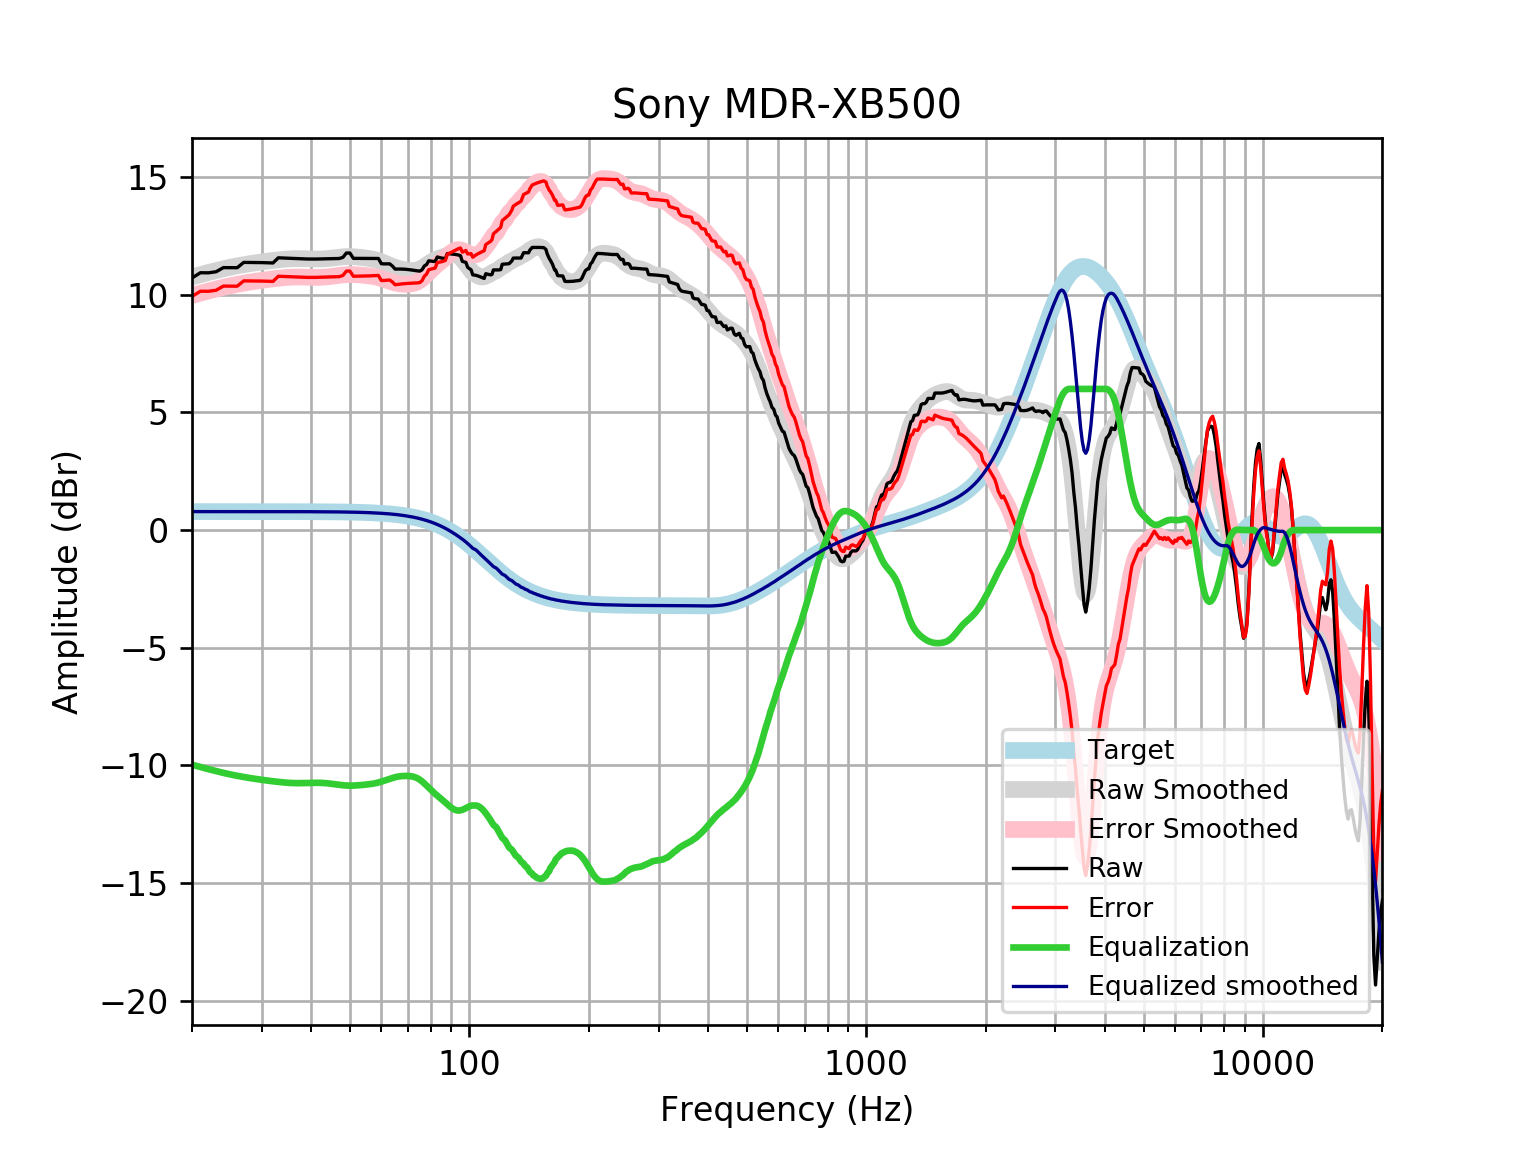 Sony MDR-XB500
Amplitude (dBr)
15
10
5
0
−5
−10
−15
−20
Target
Raw Smoothed
Error Smoothed
Raw
Error
Equalization
Equalized smoothed
100
1000
10000
Frequency (Hz)